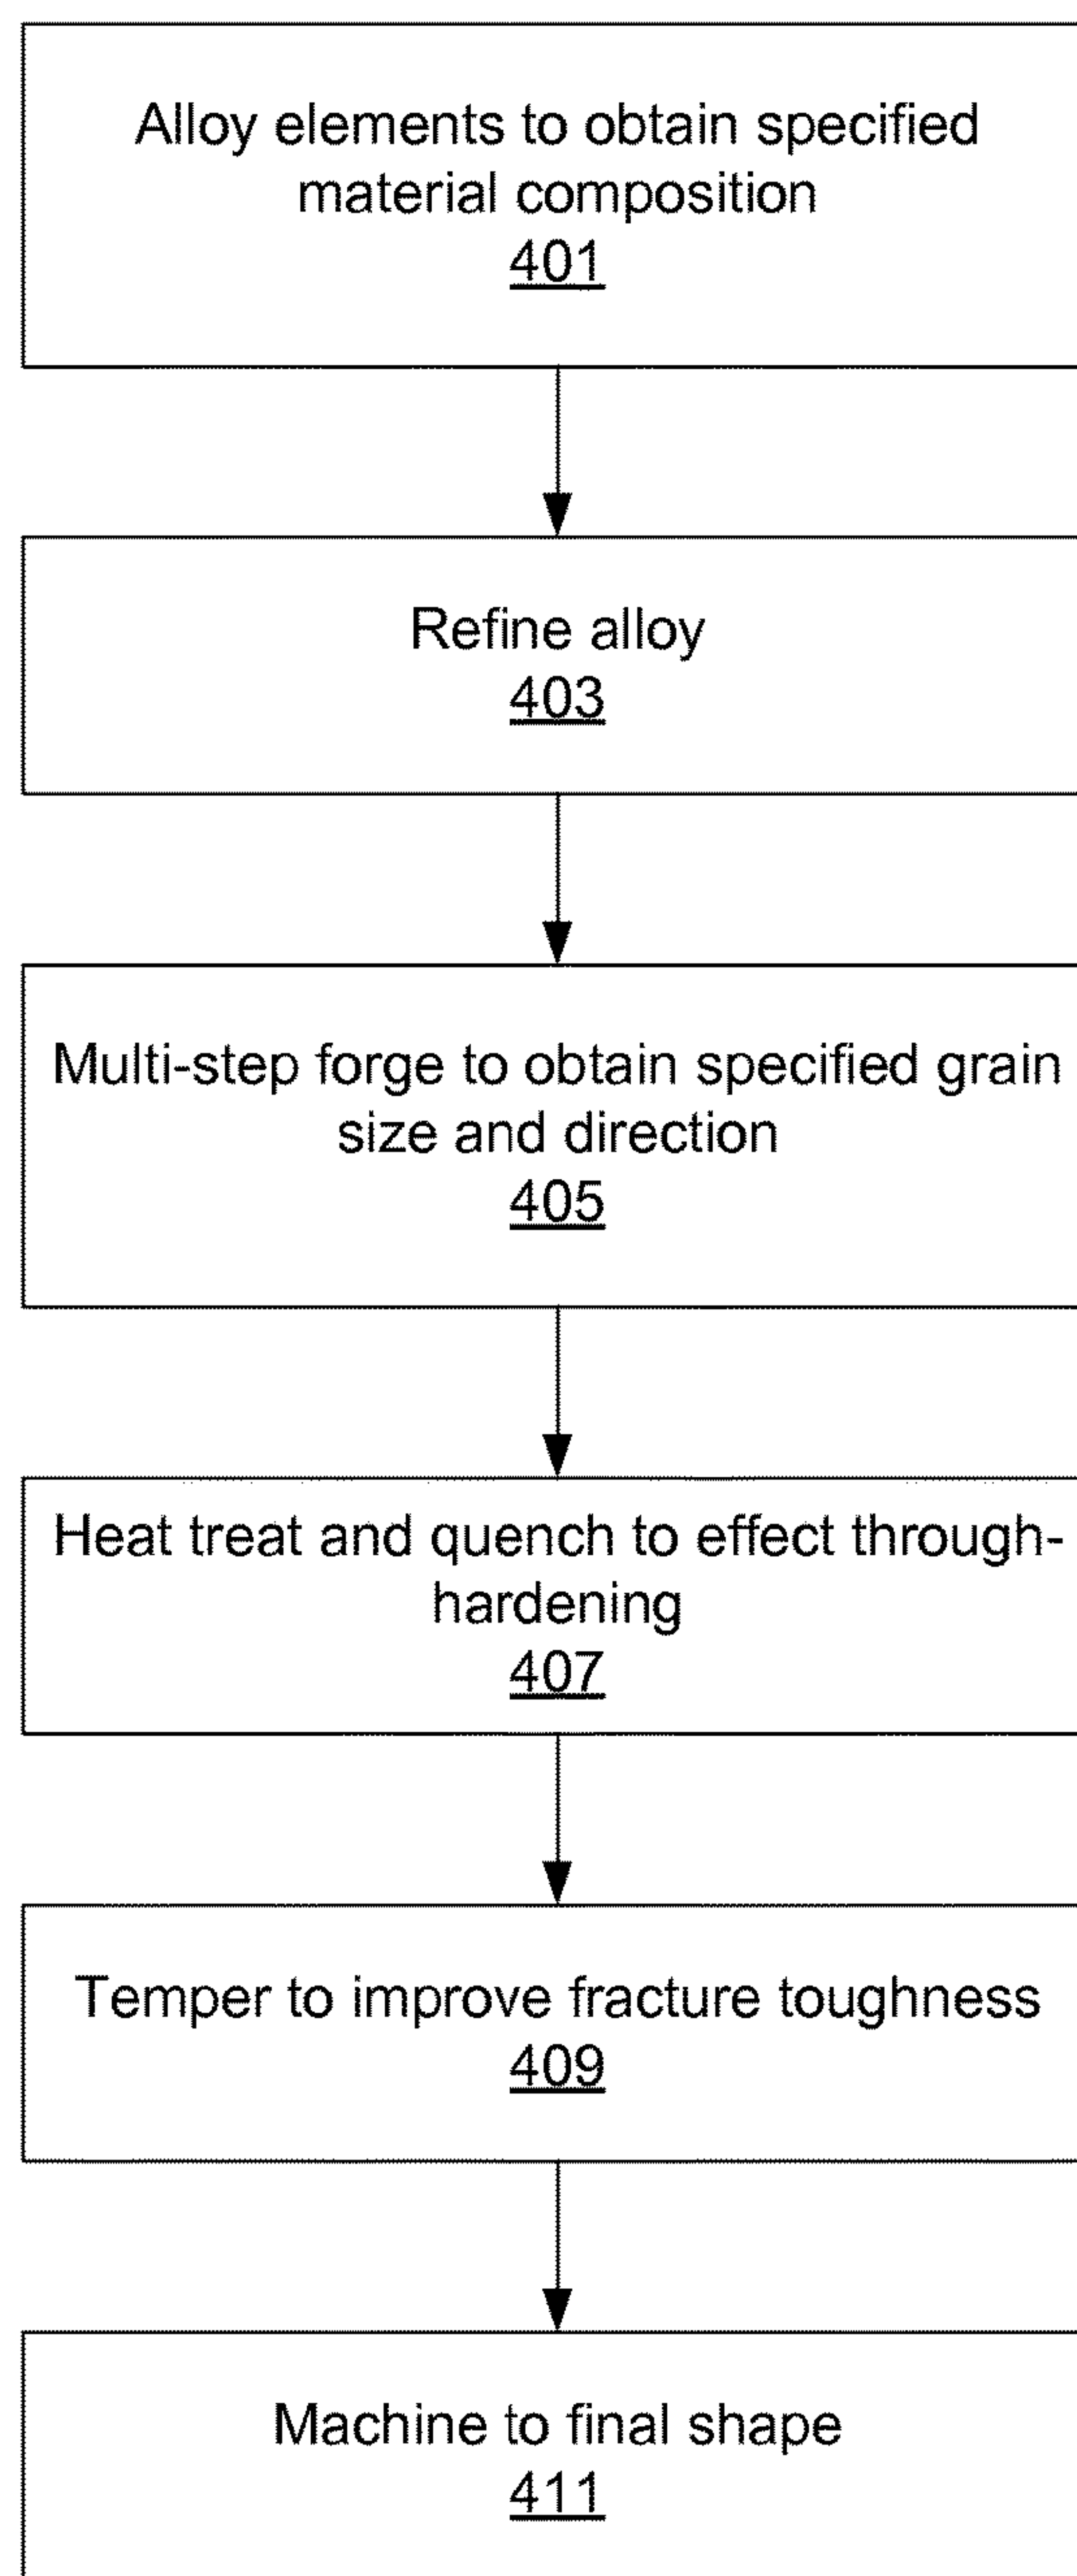 Alloy elements to obtain specified
material composition
401
Refine alloy
403
Multi-step forge to obtain specified grain
size and direction
405
Heat treat and quench to effect through-
hardening
407
Temper to improve fracture toughness
409
Machine to final shape
411